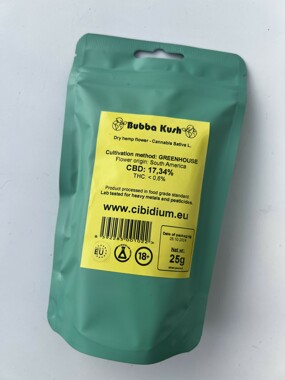 Bubba Kush
Dry hemp flower - Cannabis Sativa L.
Cultivation method: GREENHOUSE
Flower origin: South America
CBD: 17,34%
THC: < 0,6%
Product processed in food grade standard.
Lab tested for heavy metals and pesticides.
www.cibidium.eu
Date of packaging:
Net.wt.:
25g
EU
18+